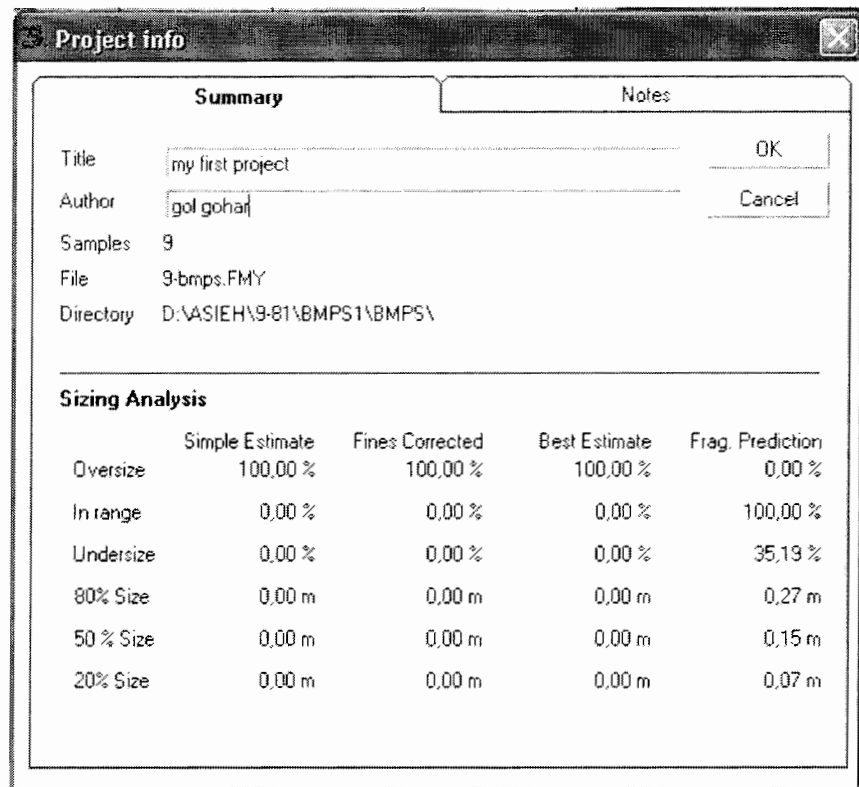 Project info
Summary Notes
Title my first project OK
Author gol gohar Cancel
Samples 9
File 9-bmps.FMY
Directory D:\ASIEH\9-81\BMPS1\BMPS\
Sizing Analysis
Simple Estimate Fines Corrected Best Estimate Frag. Prediction
Oversize 100,00 % 100,00 % 100,00 % 0,00 %
In range 0,00 % 0,00 % 0,00 % 100,00 %
Undersize 0,00 % 0,00 % 0,00 % 35,19 %
80% Size 0,00 m 0,00 m 0,00 m 0,27 m
50 % Size 0,00 m 0,00 m 0,00 m 0,15 m
20% Size 0,00 m 0,00 m 0,00 m 0,07 m